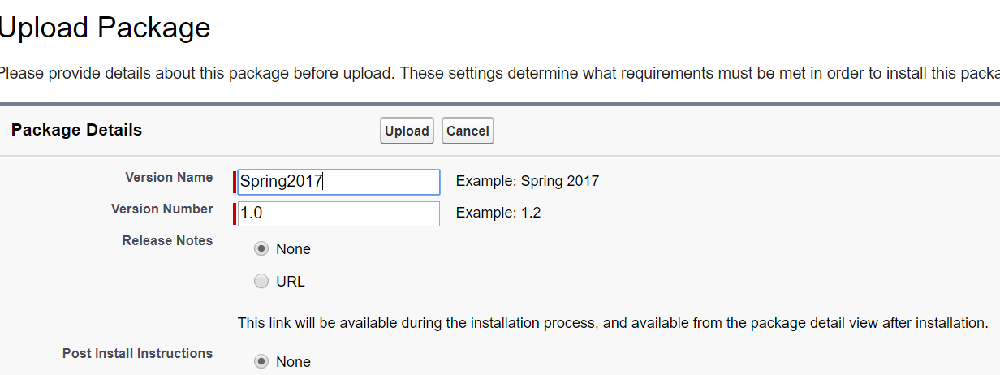 Upload Package
Please provide details about this package before upload. These settings determine what requirements must be met in order to install this packa
Package Details Upload Cancel
Version Name Spring2017 Example: Spring 2017
Version Number 1.0 Example: 1.2
Release Notes None
URL
This link will be available during the installation process, and available from the package detail view after installation.
Post Install Instructions None